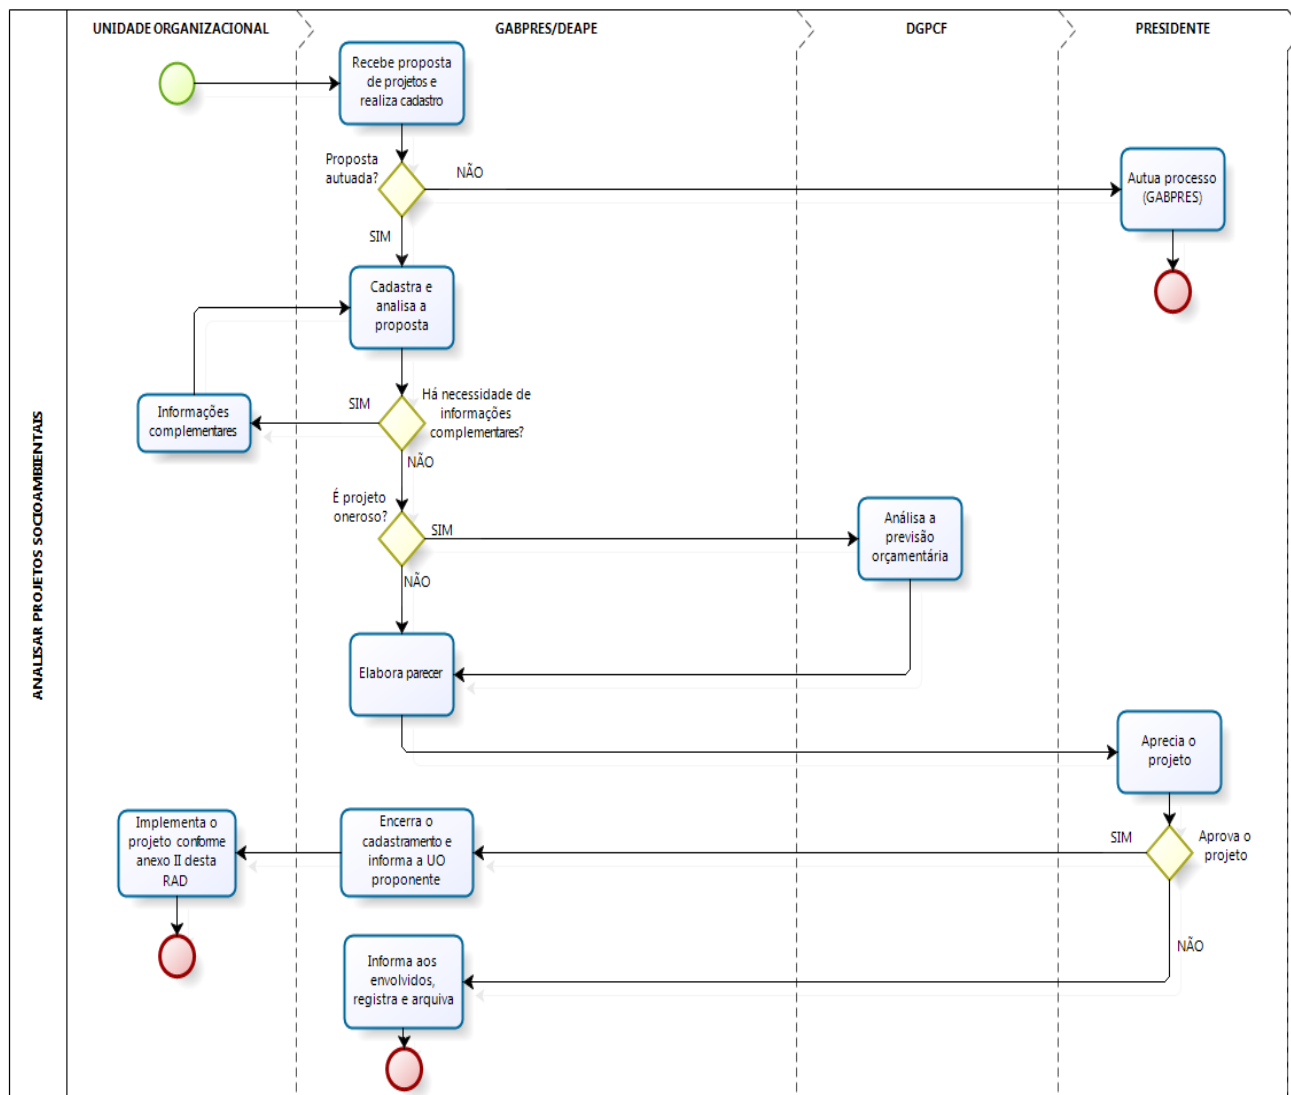 UNIDADE ORGANIZACIONAL
GABPRES/DEAPE
DGPCF
PRESIDENTE
ANALISAR PROJETOS SOCIOAMBIENTAIS
Recebe proposta
de projetos e
realiza cadastro
Proposta
autuada?
NÃO
Autua processo
(GABPRES)
SIM
Cadastra e
analisa a
proposta
Há necessidade de
informações
complementares?
SIM
Informações
complementares
NÃO
É projeto
oneroso?
SIM
Análisa a
previsão
orçamentária
NÃO
Elabora parecer
Aprecia o
projeto
Aprova o
projeto
SIM
Encerra o
cadastramento e
informa a UO
proponente
Implementa o
projeto conforme
anexo II desta
RAD
NÃO
Informa aos
envolvidos,
registra e arquiva